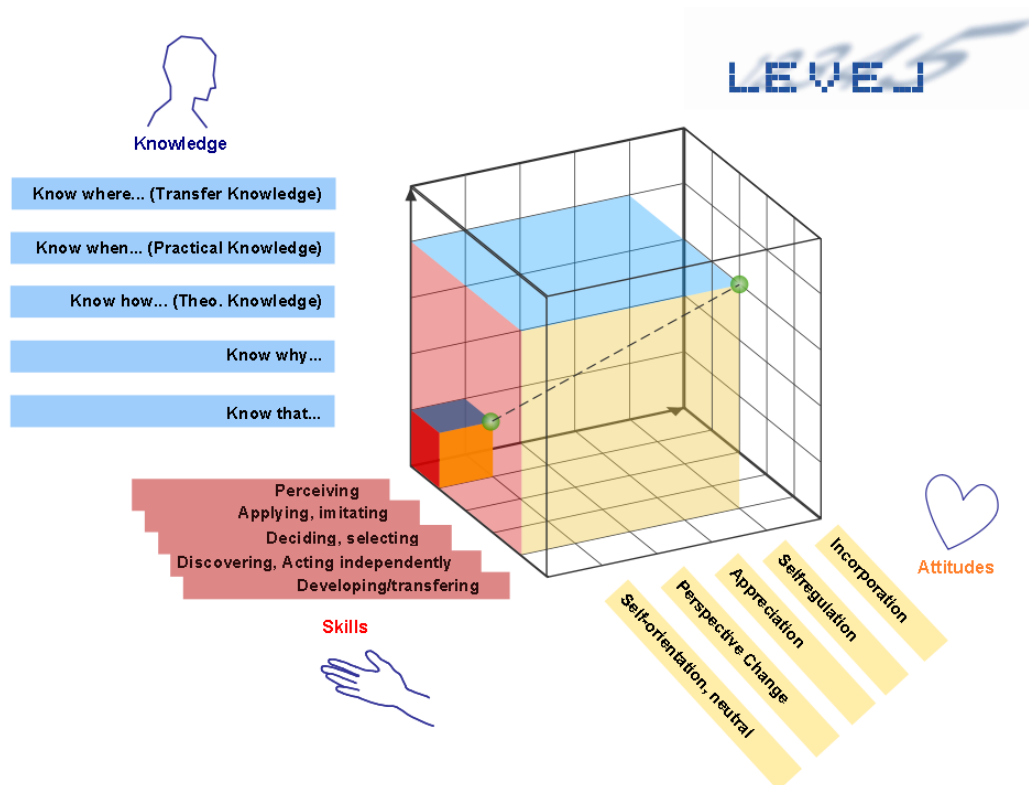 LEVEL
12345
Knowledge
Know where... (Transfer Knowledge)
Know when... (Practical Knowledge)
Know how... (Theo. Knowledge)
Know why...
Know that...
Perceiving
Applying, imitating
Deciding, selecting
Discovering, Acting independently
Developing/transfering
Skills
Self-orientation, neutral
Perspective Change
Appreciation
Selfregulation
Incorporation
Attitudes